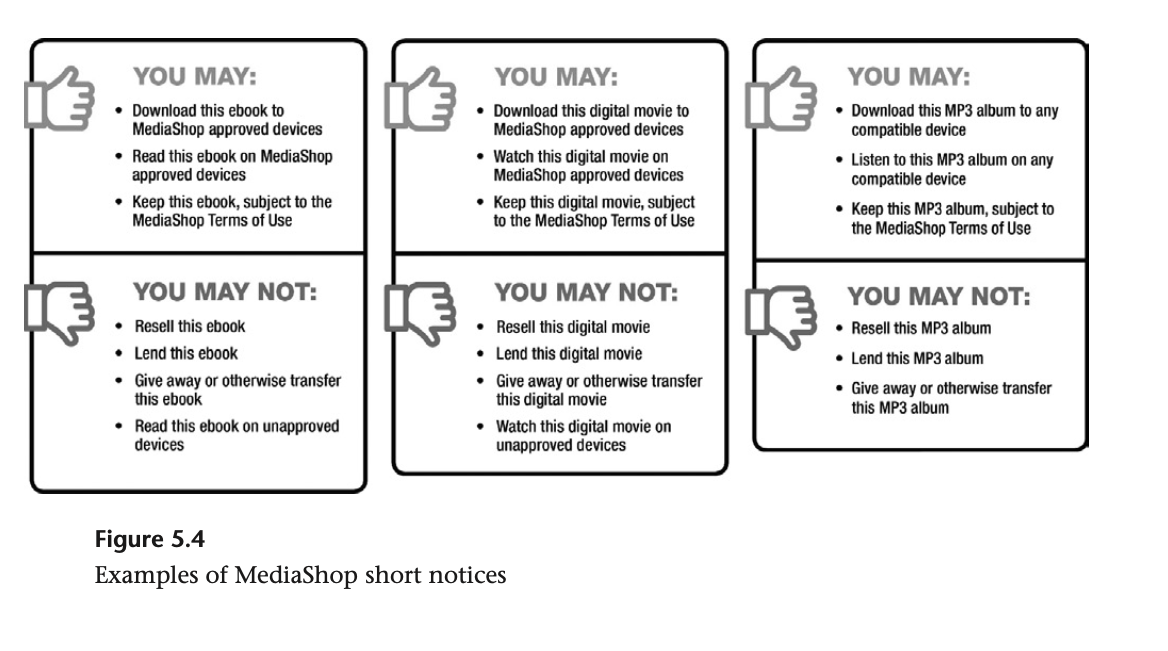 YOU MAY:
• Download this ebook to
MediaShop approved devices
• Read this ebook on MediaShop
approved devices
• Keep this ebook, subject to the
MediaShop Terms of Use
YOU MAY NOT:
• Resell this ebook
• Lend this ebook
• Give away or otherwise transfer
this ebook
• Read this ebook on unapproved
devices
YOU MAY:
• Download this digital movie to
MediaShop approved devices
• Watch this digital movie on
MediaShop approved devices
• Keep this digital movie, subject
to the MediaShop Terms of Use
YOU MAY NOT:
• Resell this digital movie
• Lend this digital movie
• Give away or otherwise transfer
this digital movie
• Watch this digital movie on
unapproved devices
YOU MAY:
• Download this MP3 album to any
compatible device
• Listen to this MP3 album on any
compatible device
• Keep this MP3 album, subject to
the MediaShop Terms of Use
YOU MAY NOT:
• Resell this MP3 album
• Lend this MP3 album
• Give away or otherwise transfer
this MP3 album
Figure 5.4
Examples of MediaShop short notices